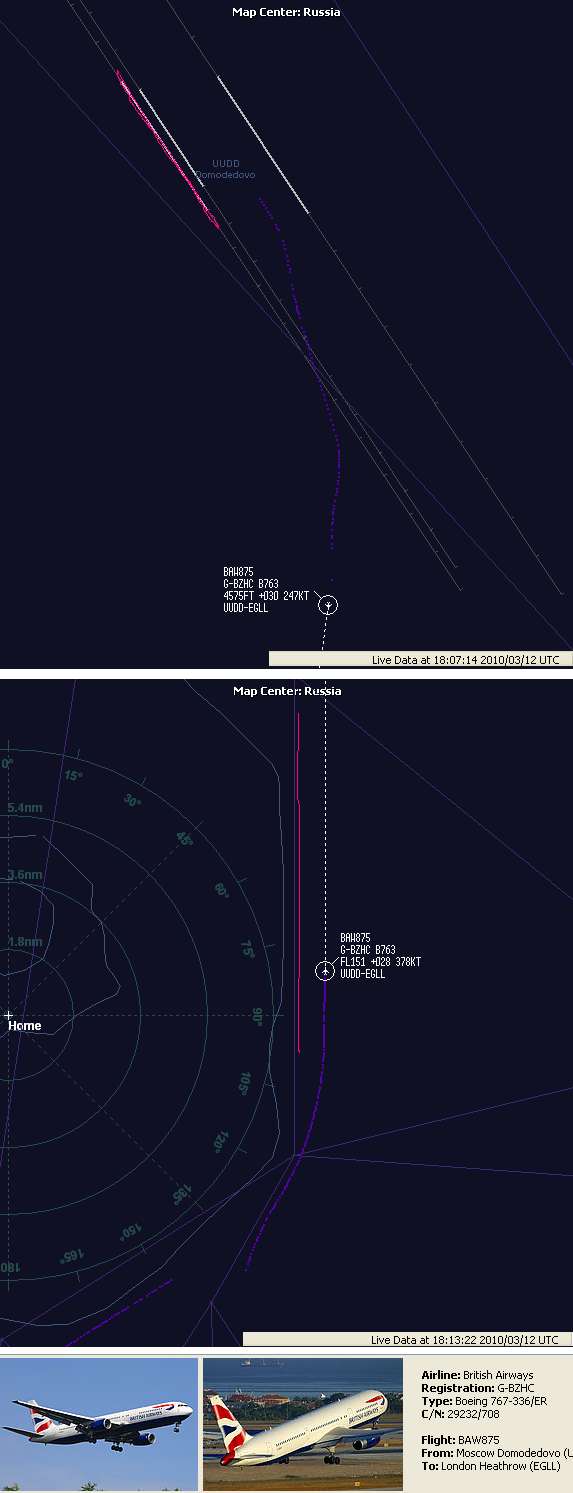 Map Center: Russia
UUDD
Domodedovo
BAW875
G-BZHC B763
4575FT +030 247KT
UUDD-EGLL
Live Data at 18:07:14 2010/03/12 UTC
Map Center: Russia
0°
15°
30°
45°
60°
75°
90°
105°
120°
135°
150°
165°
180
5.4nm
3.6nm
1.8nm
Home
BAW875
G-BZHC B763
FL151 +028 378KT
UUDD-EGLL
Live Data at 18:13:22 2010/03/12 UTC
BRITISH AIRWAYS
BRITISH AIRWAYS
Airline: British Airways
Registration: G-BZHC
Type: Boeing 767-336/ER
C/N: 29232/708
Flight: BAW875
From: Moscow Domodedovo (U
To: London Heathrow (EGLL)